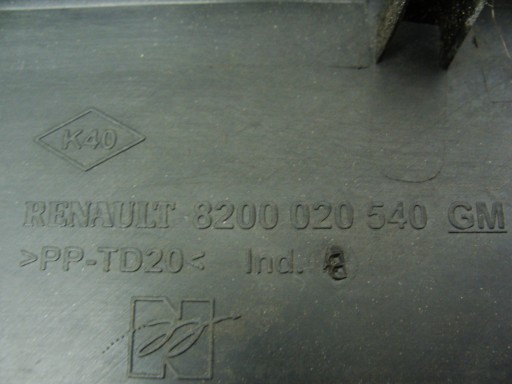 K40
RENAULT 8200 020 540 GM
>PP-TD20< Ind.